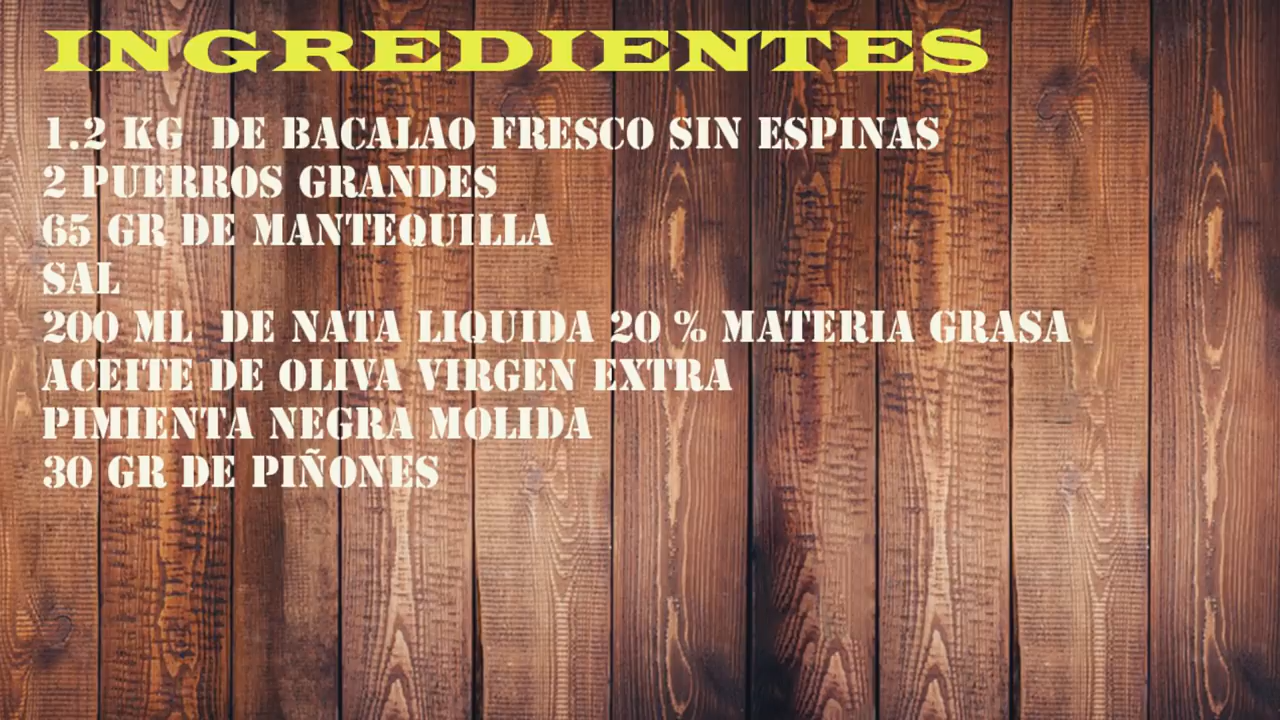 INGREDIENTES
1.2 KG DE BACALAO FRESCO SIN ESPINAS
2 PUERROS GRANDES
65 GR DE MANTEQUILLA
SAL
200 ML DE NATA LIQUIDA 20 % MATERIA GRASA
ACEITE DE OLIVA VIRGEN EXTRA
PIMIENTA NEGRA MOLIDA
30 GR DE PIÑONES